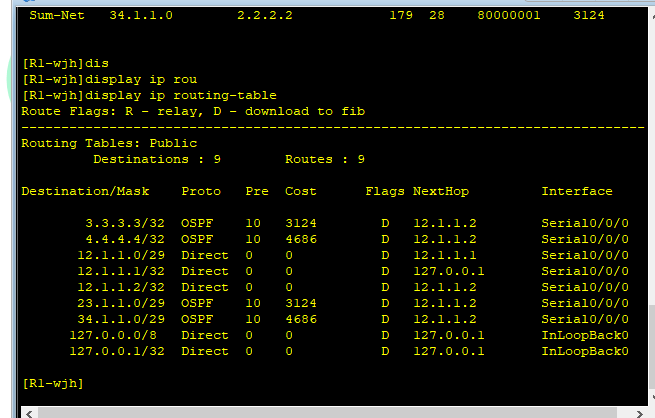 Sum-Net 34.1.1.0 2.2.2.2 179 28 80000001 3124
[R1-wjh]dis
[R1-wjh]display ip rou
[R1-wjh]display ip routing-table
Route Flags: R - relay, D - download to fib
------------------------------------------------------------------------------
Routing Tables: Public
Destinations : 9 Routes : 9
Destination/Mask Proto Pre Cost Flags NextHop Interface
3.3.3.3/32 OSPF 10 3124 D 12.1.1.2 Serial0/0/0
4.4.4.4/32 OSPF 10 4686 D 12.1.1.2 Serial0/0/0
12.1.1.0/29 Direct 0 0 D 12.1.1.1 Serial0/0/0
12.1.1.1/32 Direct 0 0 D 127.0.0.1 Serial0/0/0
12.1.1.2/32 Direct 0 0 D 12.1.1.2 Serial0/0/0
23.1.1.0/29 OSPF 10 3124 D 12.1.1.2 Serial0/0/0
34.1.1.0/29 OSPF 10 4686 D 12.1.1.2 Serial0/0/0
127.0.0.0/8 Direct 0 0 D 127.0.0.1 InLoopBack0
127.0.0.1/32 Direct 0 0 D 127.0.0.1 InLoopBack0
[R1-wjh]